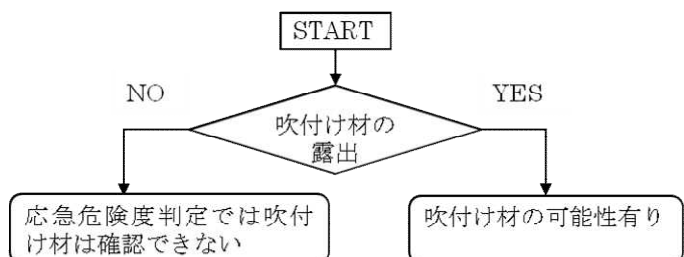 START
NO
YES
吹付け材の
露出
応急危険度判定では吹付
け材は確認できない
吹付け材の可能性有り